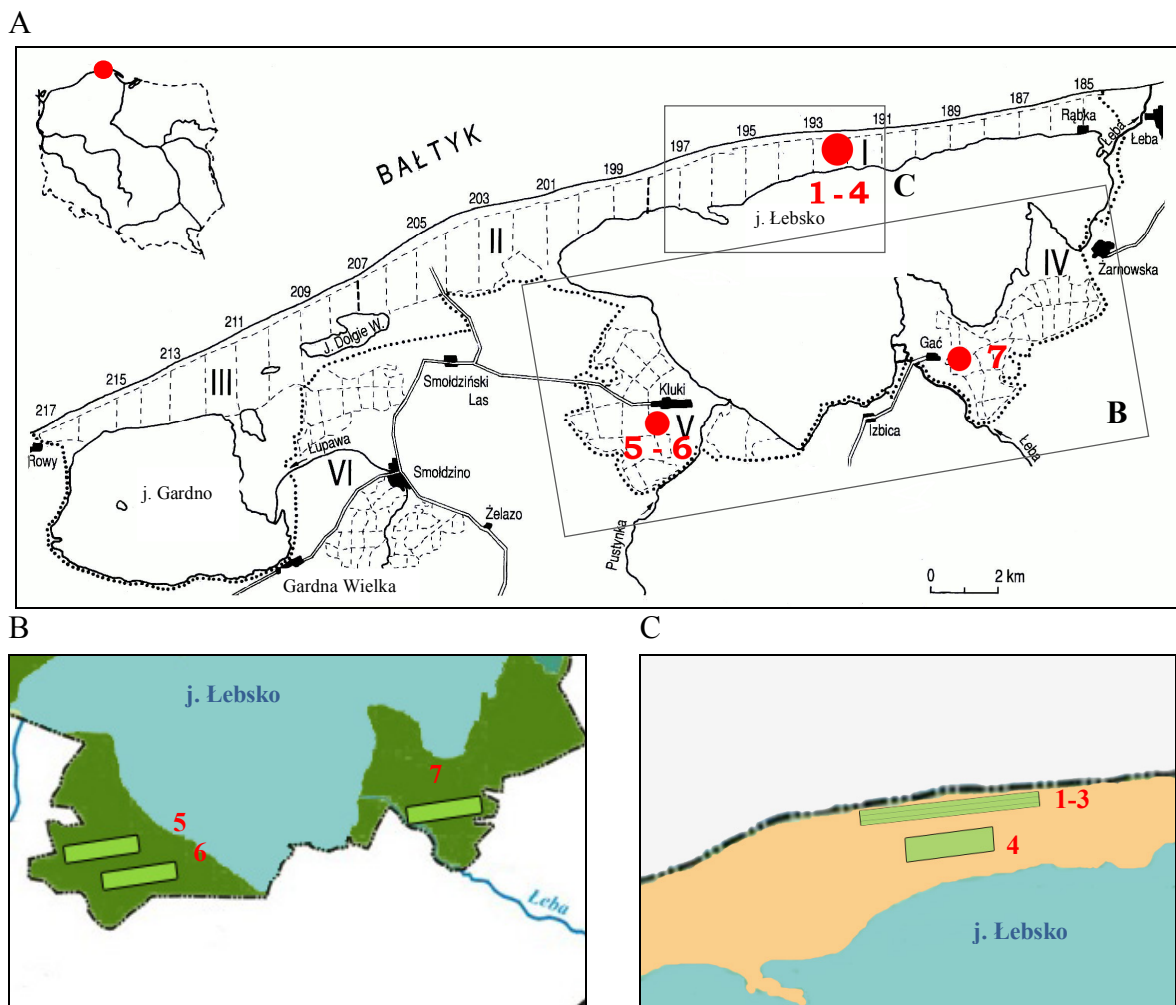 A
BAŁTYK
185
187
189
191
193
195
197
199
201
203
205
207
209
211
213
215
217
Rąbka
Łeba
Łeba
I
C
1 - 4
j. Łebsko
II
IV
Żarnowska
J. Dołgie W.
III
Smołdziński
Las
Gać
7
Kluki
V
5 - 6
Izbica
B
Łeba
Rowy
Łupawa
VI
Smołdzino
j. Gardno
Żelazo
Pustynka
Gardna Wielka
0 2 km
B
j. Łebsko
7
5
6
Łeba
C
1-3
4
j. Łebsko